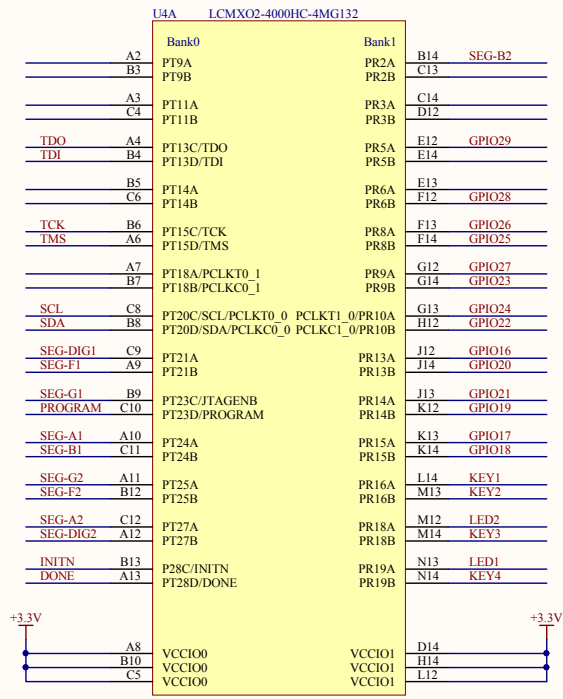 U4A LCMXO2-4000HC-4MG132
Bank0 Bank1
A2 PT9A PR2A B14 SEG-B2
B3 PT9B PR2B C13
A3 PT11A PR3A C14
C4 PT11B PR3B D12
TDO A4 PT13C/TDO PR5A E12 GPIO29
TDI B4 PT13D/TDI PR5B E14
B5 PT14A PR6A E13
C6 PT14B PR6B F12 GPIO28
TCK B6 PT15C/TCK PR8A F13 GPIO26
TMS A6 PT15D/TMS PR8B F14 GPIO25
A7 PT18A/PCLKT0_1 PR9A G12 GPIO27
B7 PT18B/PCLKC0_1 PR9B G14 GPIO23
SCL C8 PT20C/SCL/PCLKT0_0 PCLKT1_0/PR10A G13 GPIO24
SDA B8 PT20D/SDA/PCLKC0_0 PCLKC1_0/PR10B H12 GPIO22
SEG-DIG1 C9 PT21A PR13A J12 GPIO16
SEG-F1 A9 PT21B PR13B J14 GPIO20
SEG-G1 B9 PT23C/JTAGENB PR14A J13 GPIO21
PROGRAM C10 PT23D/PROGRAM PR14B K12 GPIO19
SEG-A1 A10 PT24A PR15A K13 GPIO17
SEG-B1 C11 PT24B PR15B K14 GPIO18
SEG-G2 A11 PT25A PR16A L14 KEY1
SEG-F2 B12 PT25B PR16B M13 KEY2
SEG-A2 C12 PT27A PR18A M12 LED2
SEG-DIG2 A12 PT27B PR18B M14 KEY3
INITN B13 P28C/INITN PR19A N13 LED1
DONE A13 PT28D/DONE PR19B N14 KEY4
+3.3V +3.3V
A8 VCCIO0 VCCIO1 D14
B10 VCCIO0 VCCIO1 H14
C5 VCCIO0 VCCIO1 L12